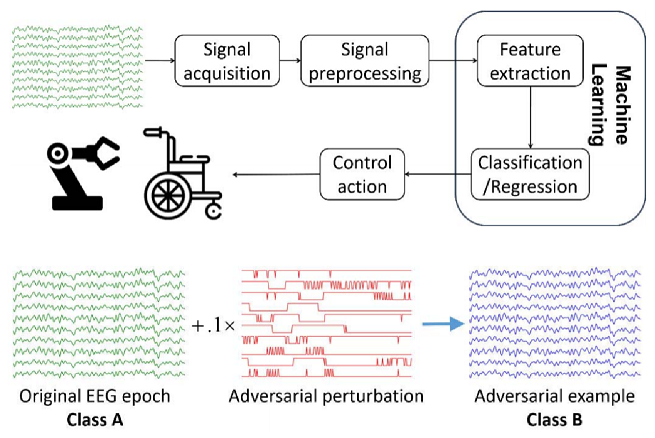 Signal
acquisition
Signal
preprocessing
Feature
extraction
Machine
Learning
Control
action
Classification
/Regression
+.1×
Original EEG epoch
Class A
Adversarial perturbation
Adversarial example
Class B